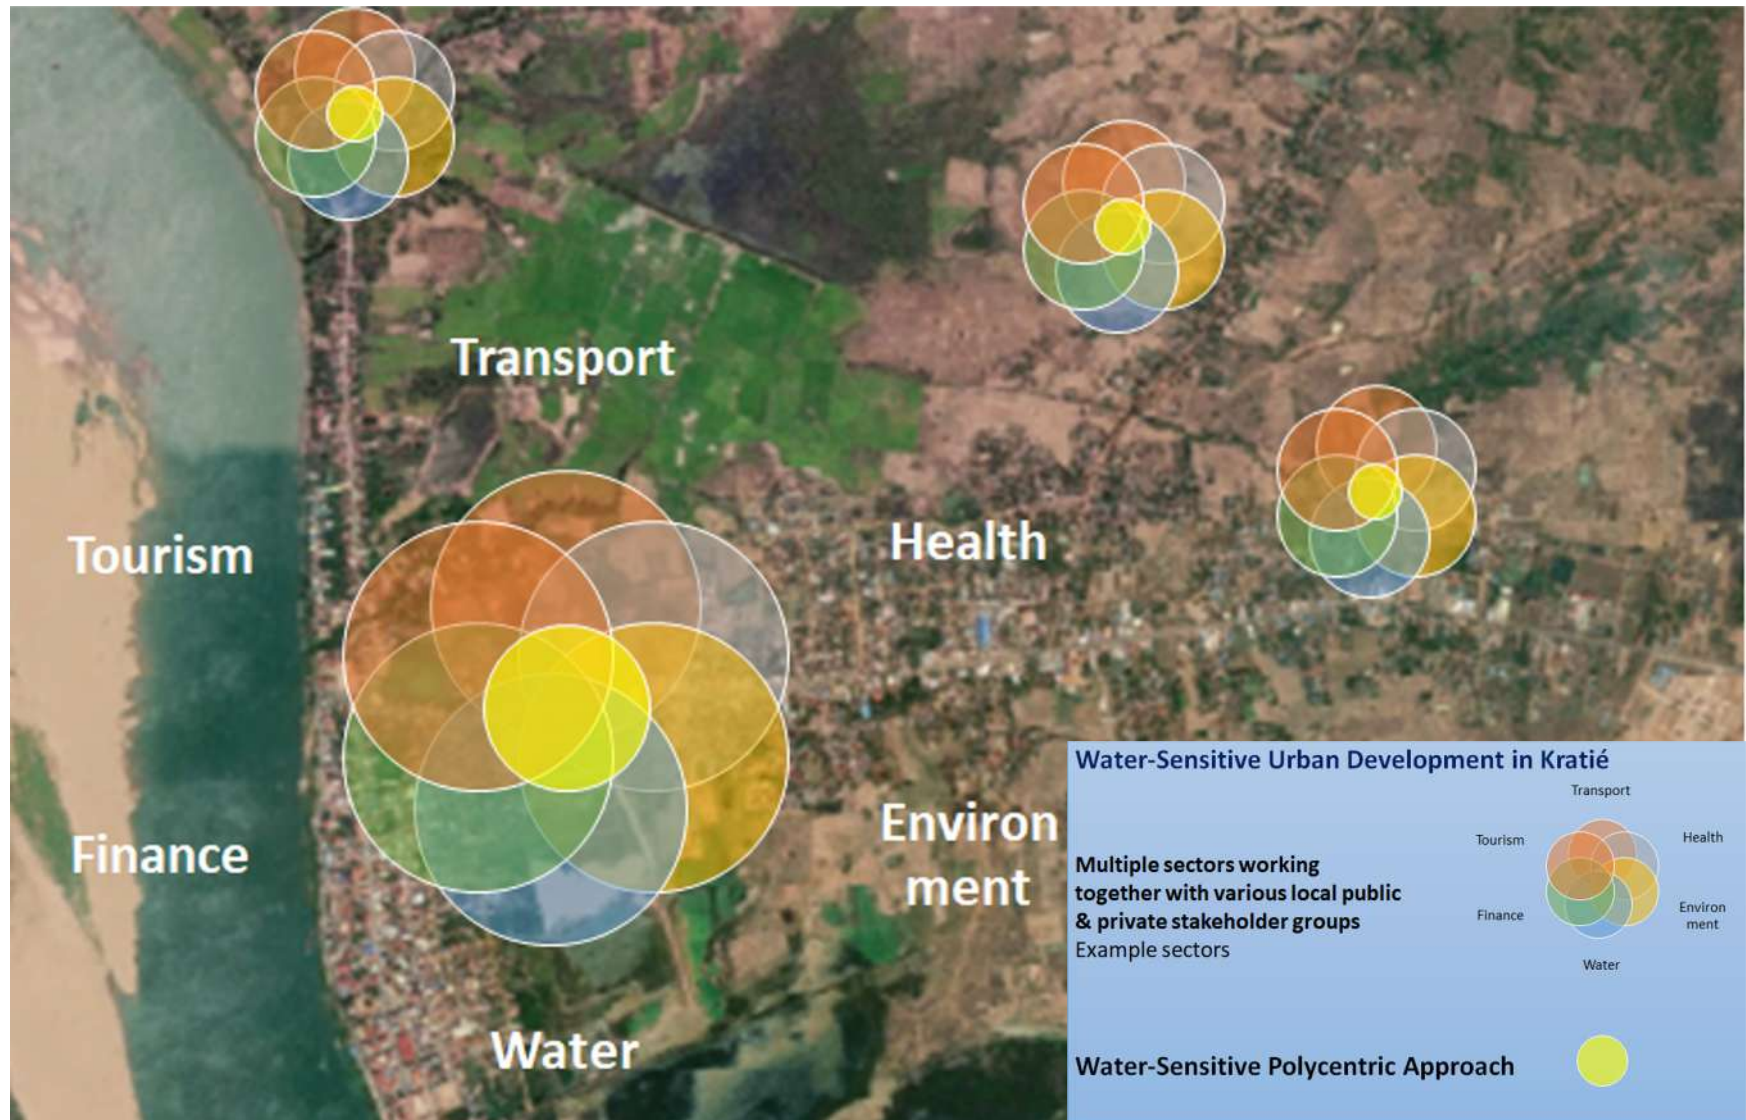 Transport
Tourism
Health
Finance
Environ
ment
Water
Water-Sensitive Urban Development in Kratié
Transport
Tourism
Health
Multiple sectors working
together with various local public
& private stakeholder groups
Example sectors
Finance
Environ
ment
Water
Water-Sensitive Polycentric Approach